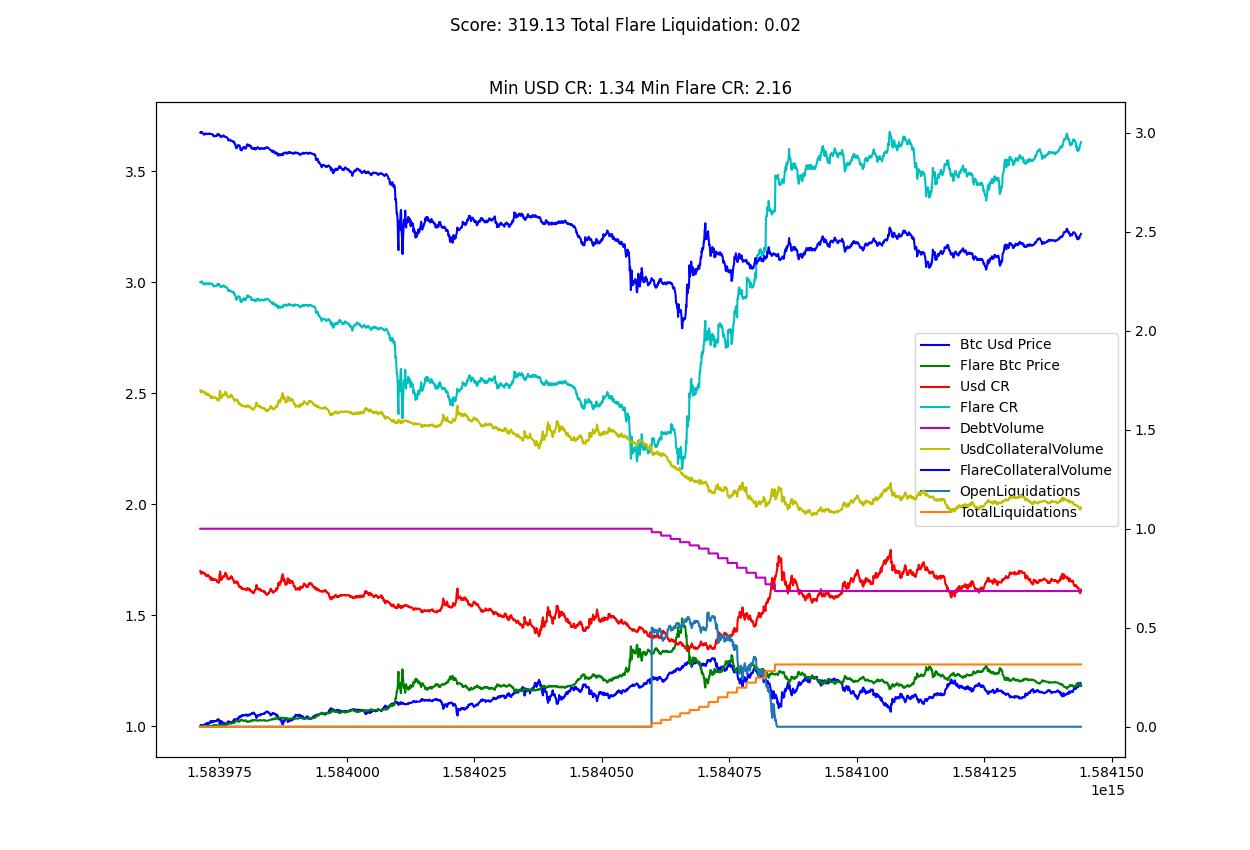 Score: 319.13 Total Flare Liquidation: 0.02
Min USD CR: 1.34 Min Flare CR: 2.16
3.5
3.0
2.5
2.0
1.5
1.0
3.0
2.5
2.0
1.5
1.0
0.5
0.0
Btc Usd Price
Flare Btc Price
Usd CR
Flare CR
DebtVolume
UsdCollateralVolume
FlareCollateralVolume
OpenLiquidations
TotalLiquidations
1.583975 1.584000 1.584025 1.584050 1.584075 1.584100 1.584125 1.584150
1e15